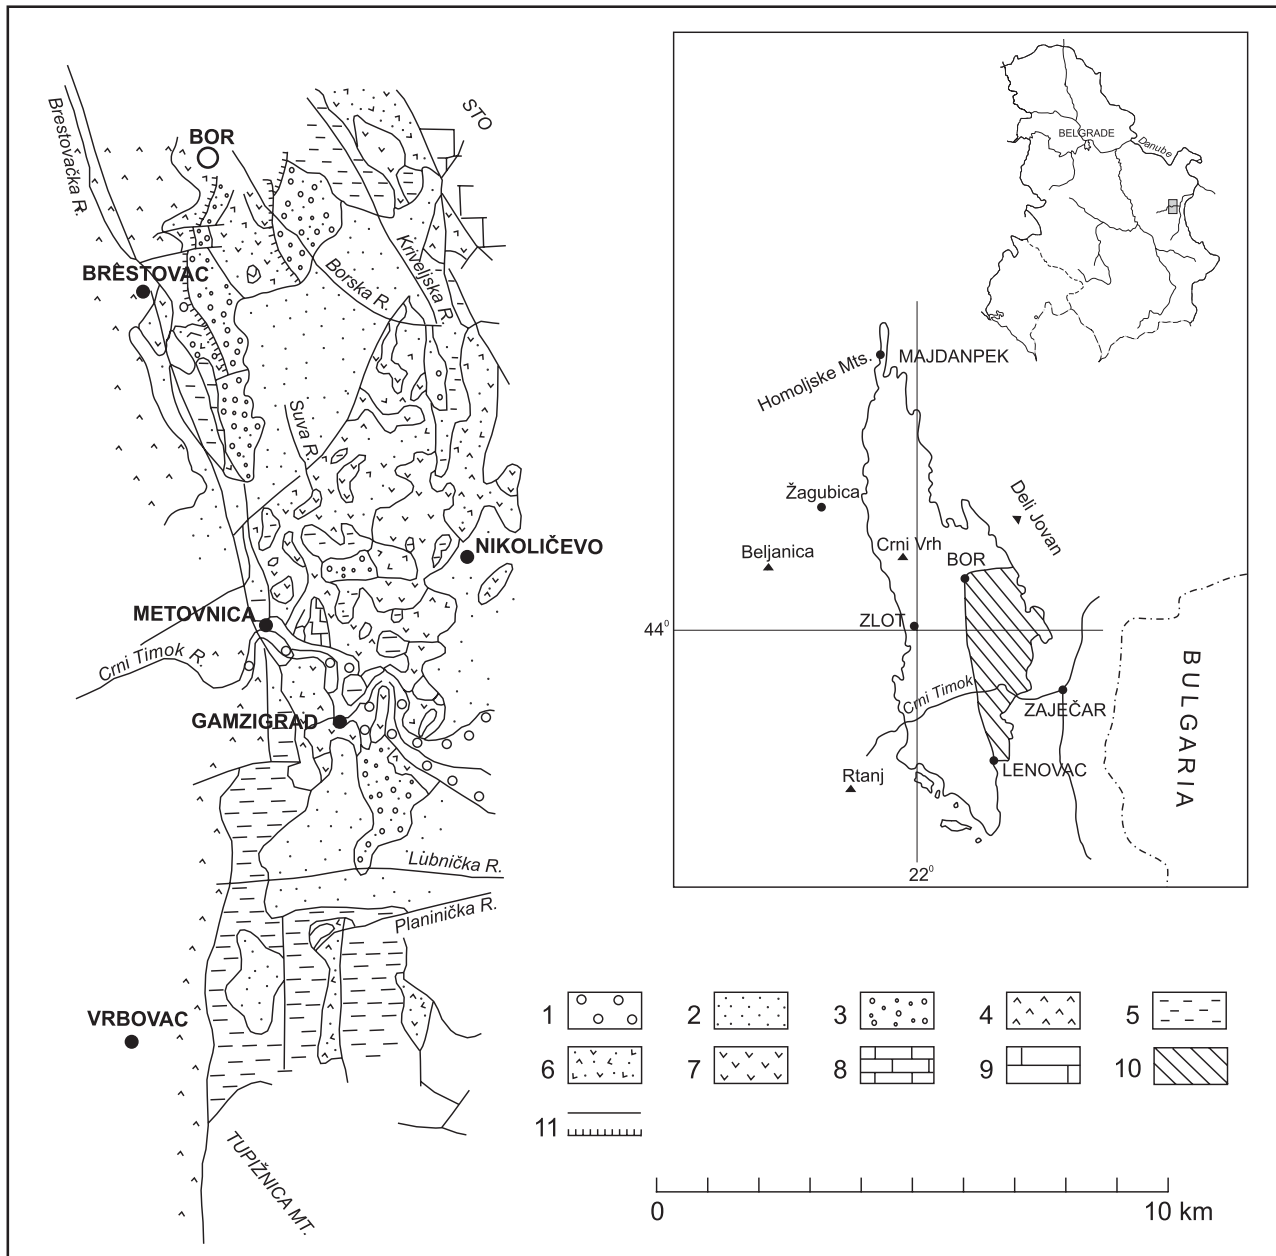 BOR
STO
Brestovačka R.
BRESTOVAC
Kriveljska R.
Borska R.
Suva R.
NIKOLIČEVO
METOVNICA
Crni Timok R.
GAMZIGRAD
Lubnička R.
Planinička R.
VRBOVAC
TUPIŽNICA MT.
BELGRADE
Danube
Homoljske Mts.
MAJDANPEK
Žagubica
Deli Jovan
Beljanica
Crni Vrh
BOR
ZLOT
44⁰
Crni Timok
ZAJEČAR
LENOVAC
Rtanj
22⁰
BULGARIA
1 2 3 4 5
6 7 8 9 10
11
0 10 km